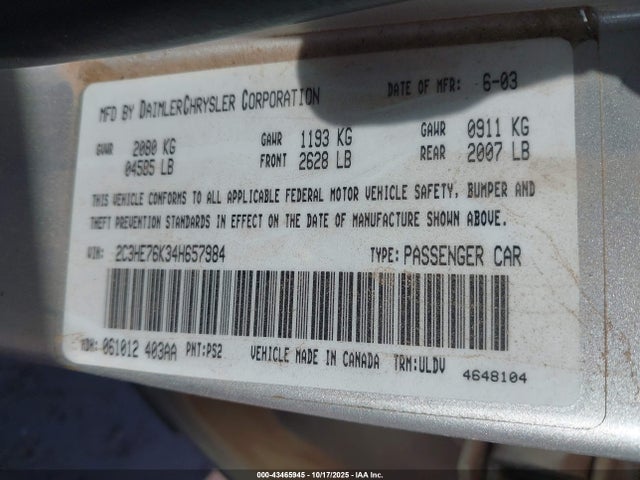 MFD BY DAIMLERCHRYSLER CORPORATION DATE OF MFR: 6-03
GVWR 2080 KG GAWR 1193 KG GAWR 0911 KG
04585 LB FRONT 2628 LB REAR 2007 LB
THIS VEHICLE CONFORMS TO ALL APPLICABLE FEDERAL MOTOR VEHICLE SAFETY, BUMPER AND
THEFT PREVENTION STANDARDS IN EFFECT ON THE DATE OF MANUFACTURE SHOWN ABOVE.
VIN: 2C3HE76K34H657984 TYPE: PASSENGER CAR
MDH: 061012 403AA PNT: PS2 VEHICLE MADE IN CANADA TRM: ULDV
4648104
000-43465945 - 10/17/2025 - IAA Inc.